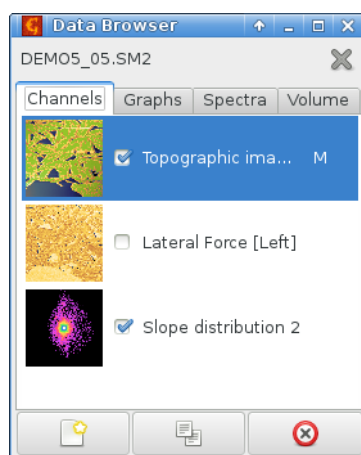 Data Browser
DEMO5_05.SM2
Channels Graphs Spectra Volume
Topographic ima... M
Lateral Force [Left]
Slope distribution 2